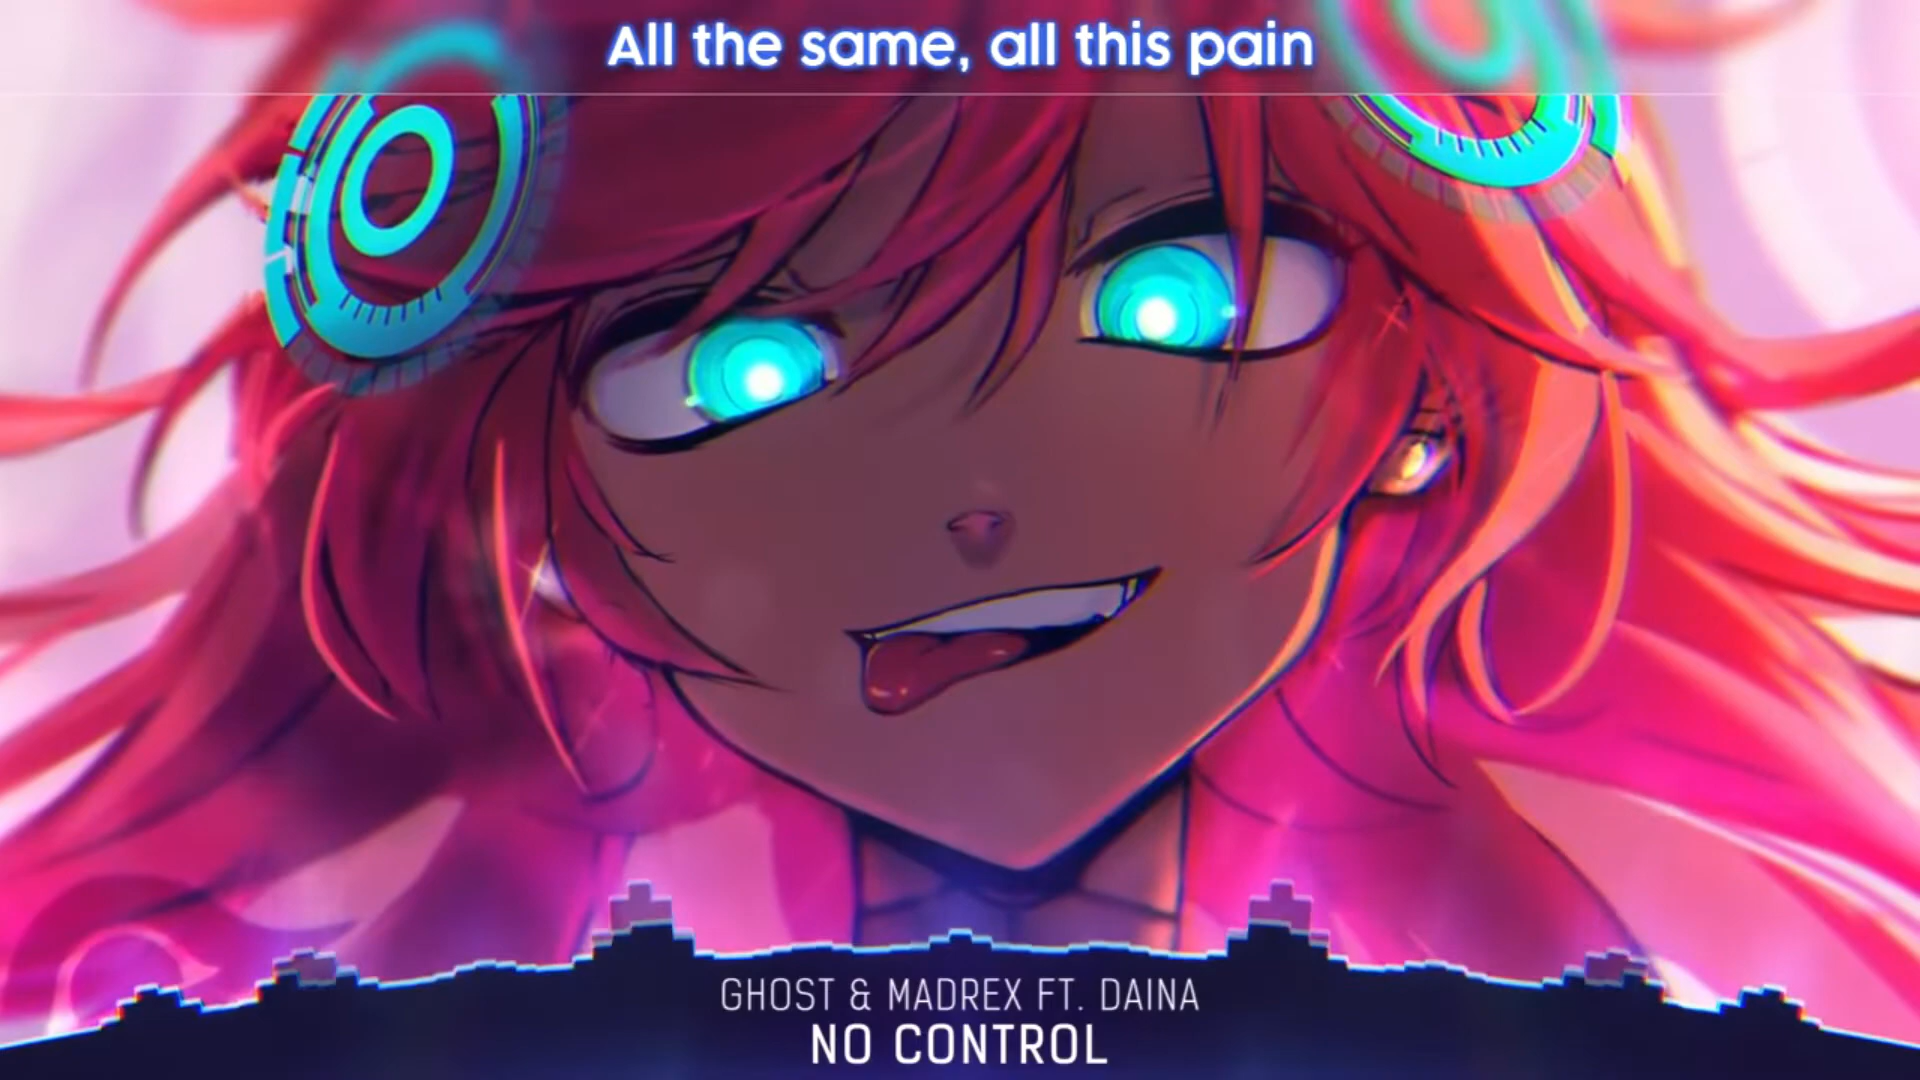 All the same, all this pain
GHOST & MADREX FT. DAINA
NO CONTROL